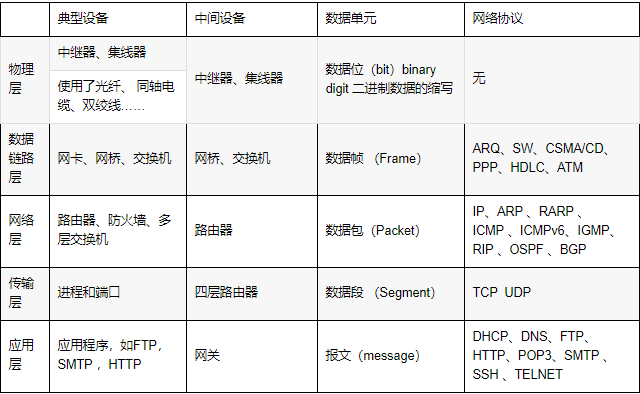 典型设备 中间设备 数据单元 网络协议
物理
层
中继器、集线器
使用了光纤、 同轴电
缆、双绞线……
中继器、集线器
数据位（bit）binary
digit 二进制数据的缩写
无
数据
链路
层
网卡、网桥、交换机
网桥、交换机
数据帧 （Frame）
ARQ、SW、CSMA/CD、
PPP、HDLC、ATM
网络
层
路由器、防火墙、多
层交换机
路由器
数据包（Packet）
IP、ARP 、RARP 、
ICMP 、ICMPv6、IGMP、
RIP 、OSPF 、BGP
传输
层
进程和端口
四层路由器
数据段 （Segment）
TCP UDP
应用
层
应用程序，如FTP，
SMTP ，HTTP
网关
报文（message）
DHCP、DNS、FTP、
HTTP、POP3、SMTP 、
SSH 、TELNET